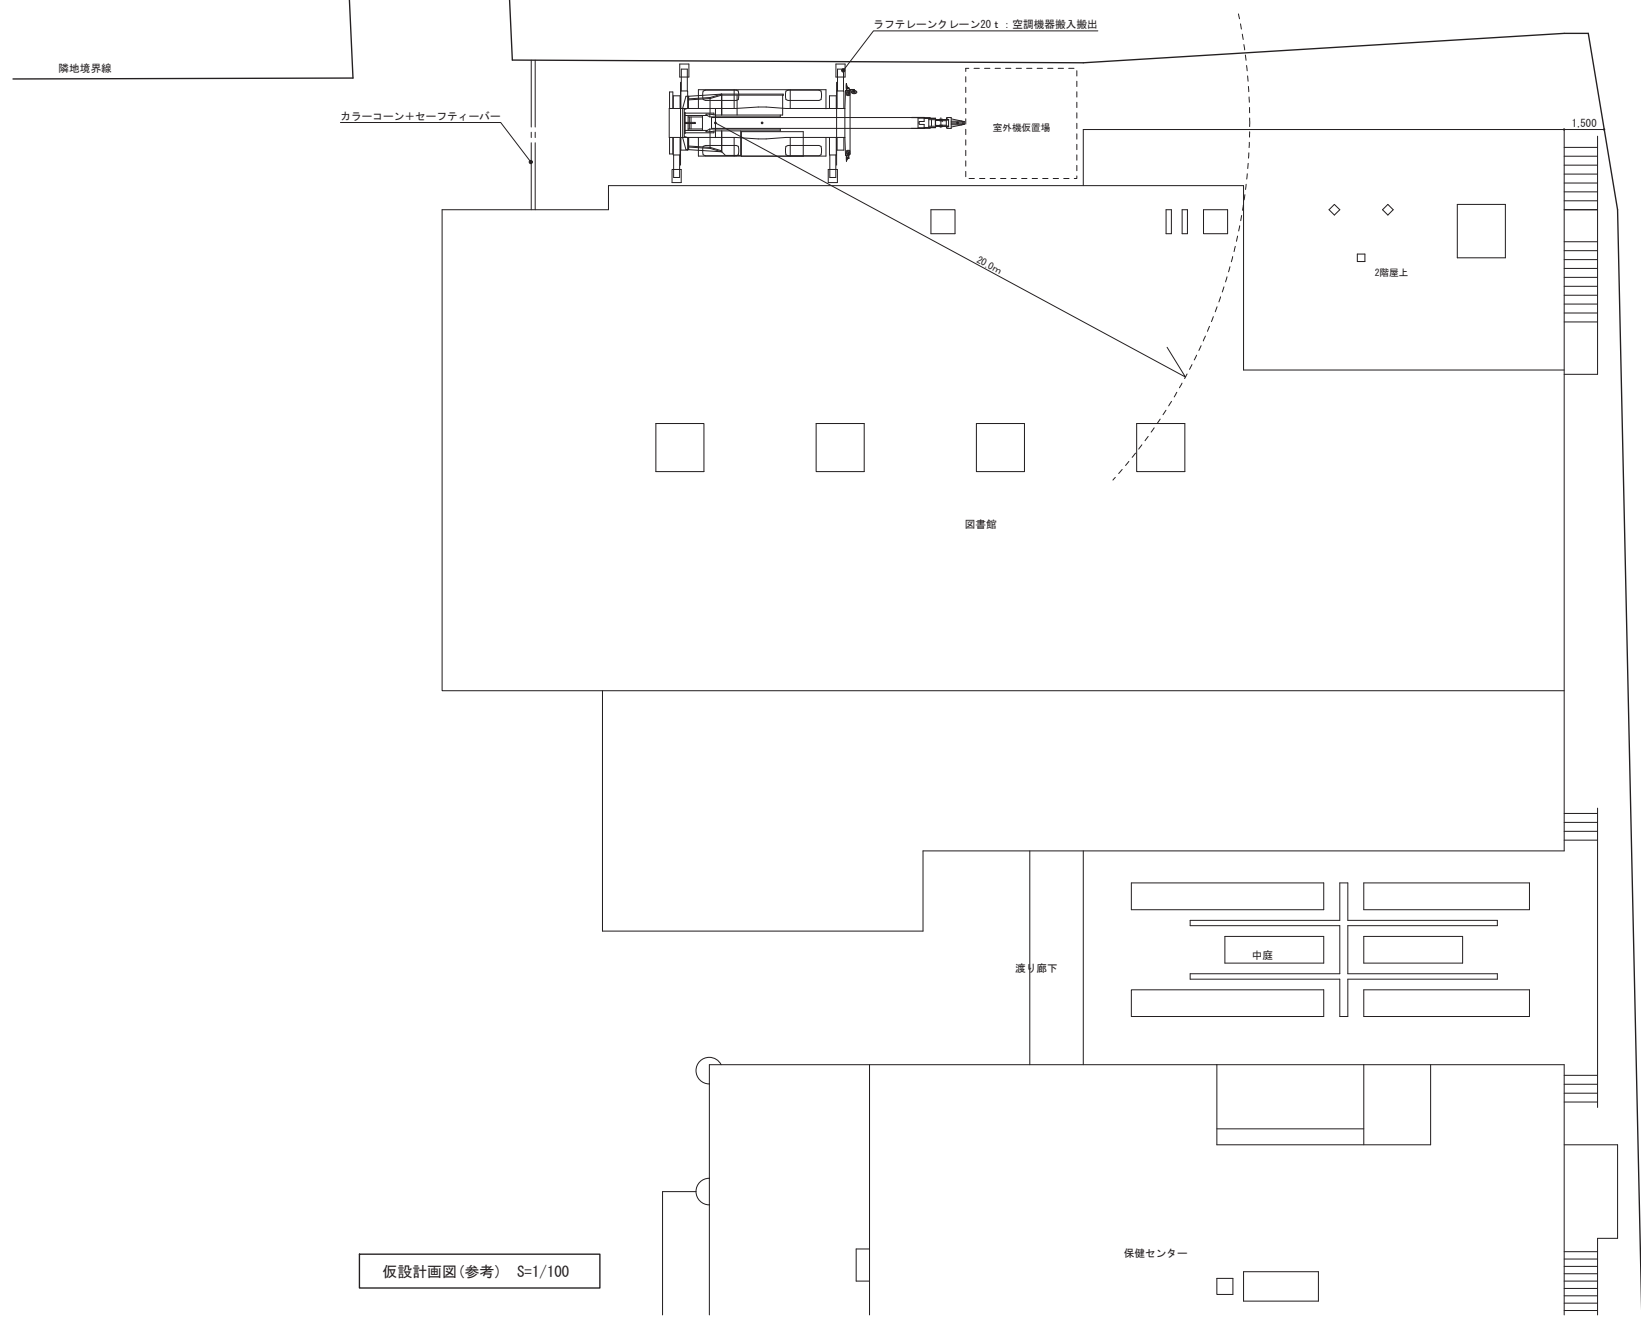 ラフテレーンクレーン20ｔ：空調機器搬入搬出
隣地境界線
カラーコーン+セーフティーバー
室外機仮置場
1,500
20.0m
2階屋上
図書館
中庭
渡り廊下
保健センター
仮設計画図(参考) S=1/100